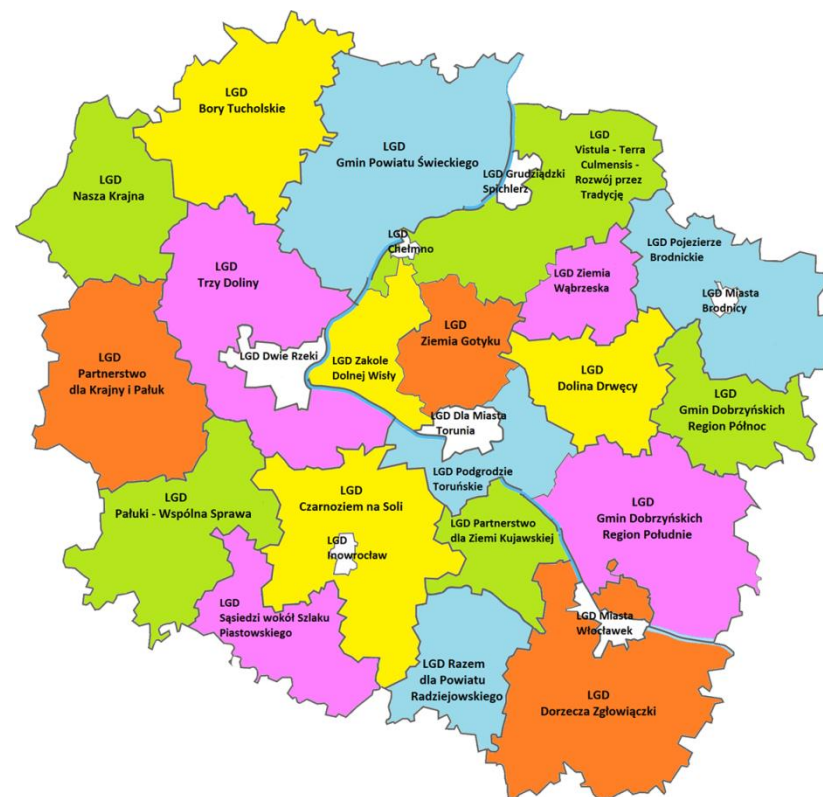 LGD
Bory Tucholskie
LGD
Gmin Powiatu Świeckiego
LGD
Vistula - Terra
Culmensis -
Rozwój przez
Tradycję
LGD Grudziądzki
Spichlerz
LGD
Nasza Krajna
LGD
Chełmno
LGD Pojezierze
Brodnickie
LGD
Trzy Doliny
LGD Ziemia
Wąbrzeska
LGD Miasta
Brodnicy
LGD
Ziemia Gotyku
LGD
Partnerstwo
dla Krajny i Pałuk
LGD Dwie Rzeki
LGD Zakole
Dolnej Wisły
LGD
Dolina Drwęcy
LGD
Gmin Dobrzyńskich
Region Północ
LGD Dla Miasta
Torunia
LGD Podgrodzie
Toruńskie
LGD
Pałuki - Wspólna Sprawa
LGD
Czarnoziem na Soli
LGD
Gmin Dobrzyńskich
Region Południe
LGD Partnerstwo
dla Ziemi Kujawskiej
LGD
Inowrocław
LGD
Sąsiedzi wokół Szlaku
Piastowskiego
LGD Miasta
Włocławek
LGD Razem
dla Powiatu
Radziejowskiego
LGD
Dorzecza Zgłowiączki